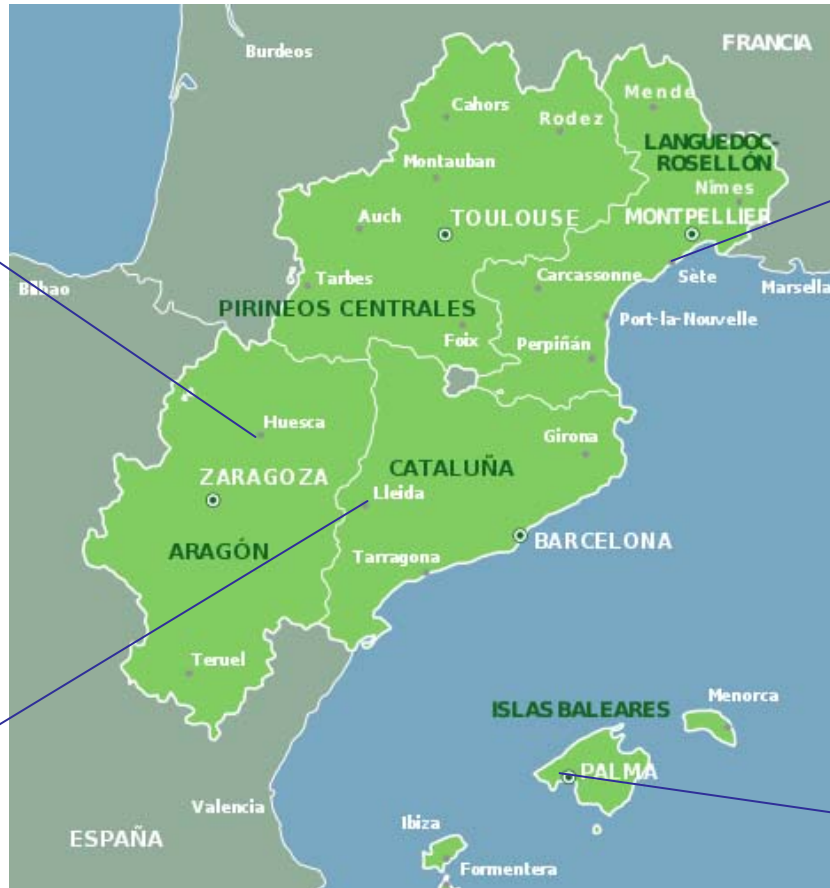 FRANCIA
Burdeos
Cahors
Mende
Rodez
LANGUEDOC-
ROSELLÓN
Montauban
Nîmes
Auch
TOULOUSE
MONTPELLIER
Bilbao
Tarbes
Carcassonne
Sète
Marsella
PIRINEOS CENTRALES
Port-la-Nouvelle
Foix
Perpiñán
Huesca
Girona
CATALUÑA
ZARAGOZA
Lleida
BARCELONA
ARAGÓN
Tarragona
Teruel
ISLAS BALEARES
Menorca
PALMA
Valencia
Ibiza
ESPAÑA
Formentera